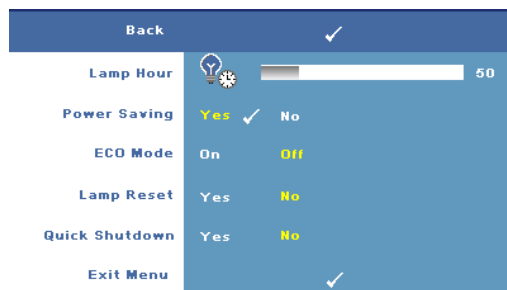 Back
Lamp Hour 50
Power Saving Yes No
ECO Mode On Off
Lamp Reset Yes No
Quick Shutdown Yes No
Exit Menu